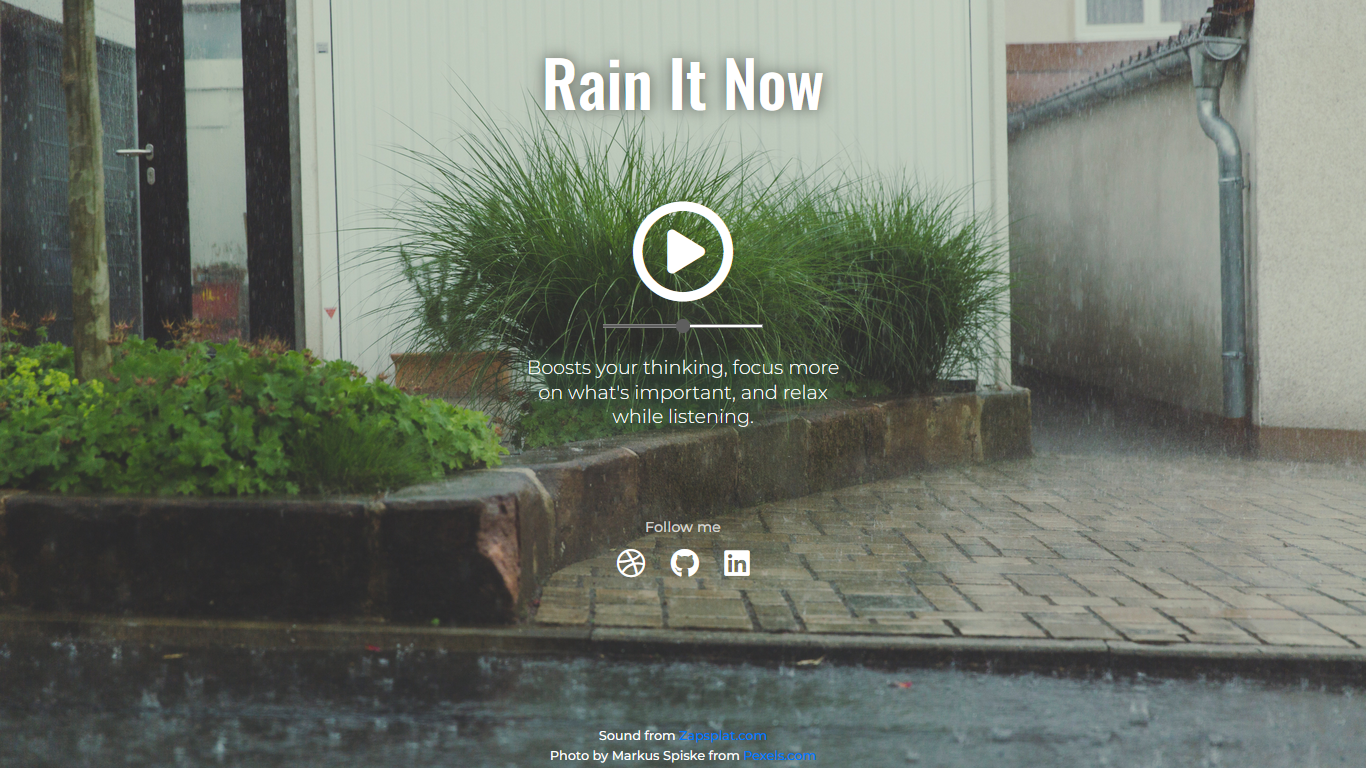 Rain It Now
Boosts your thinking, focus more
on what's important, and relax
while listening.
Follow me
in
Sound from Zapsplat.com
Photo by Markus Spiske from Pexels.com